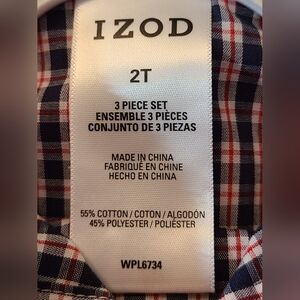 IZOD
2T
3 PIECE SET
ENSEMBLE 3 PIÈCES
CONJUNTO DE 3 PIEZAS
MADE IN CHINA
FABRIQUÉ EN CHINE
HECHO EN CHINA
55% COTTON / COTON / ALGODÓN
45% POLYESTER / POLIÉSTER
WPL6734